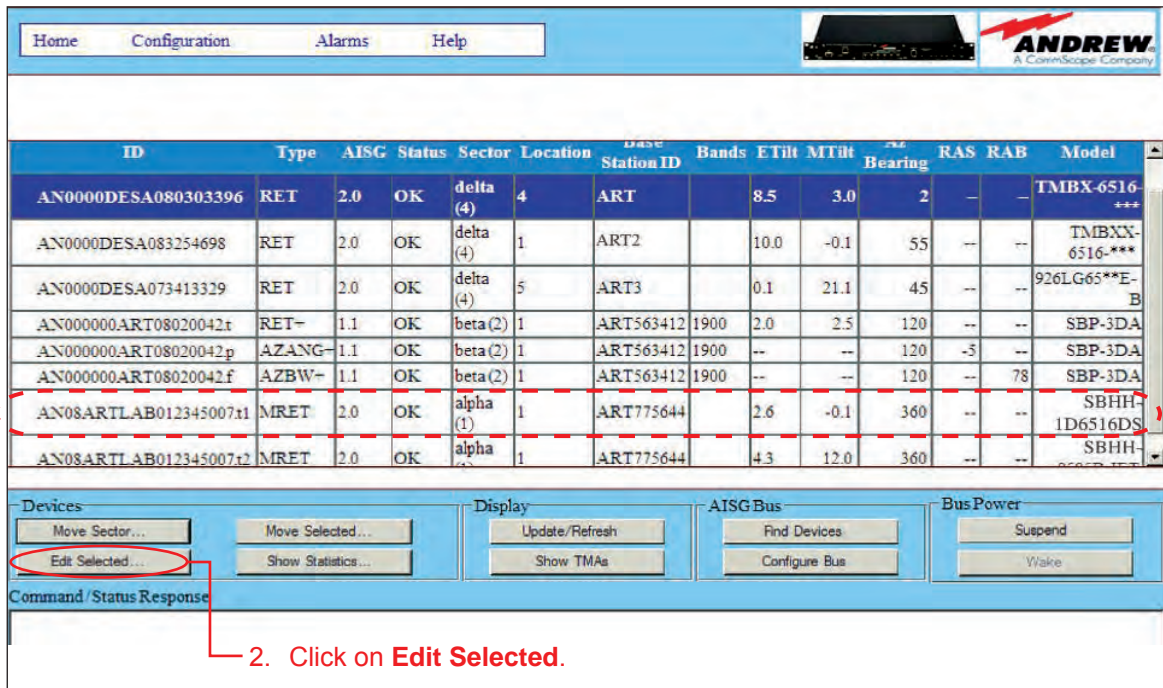 Home Configuration Alarms Help
ANDREW
A CommScope Company
ID Type AISG Status Sector Location Base Station ID Bands ETilt MTilt Az Bearing RAS RAB Model
AN0000DESA080303396 RET 2.0 OK delta (4) 4 ART 8.5 3.0 2 -- -- TMBX-6516-***
AN0000DESA083254698 RET 2.0 OK delta (4) 1 ART2 10.0 -0.1 55 -- -- TMBXX-6516-***
AN0000DESA073413329 RET 2.0 OK delta (4) 5 ART3 0.1 21.1 45 -- -- 926LG65**E-B
AN000000ART08020042.t RET~ 1.1 OK beta (2) 1 ART563412 1900 2.0 2.5 120 -- -- SBP-3DA
AN000000ART08020042.p AZANG~ 1.1 OK beta (2) 1 ART563412 1900 -- -- 120 -5 -- SBP-3DA
AN000000ART08020042.f AZBW~ 1.1 OK beta (2) 1 ART563412 1900 -- -- 120 -- 78 SBP-3DA
AN08ARTLAB012345007.t1 MRET 2.0 OK alpha (1) 1 ART775644 2.6 -0.1 360 -- -- SBHH-1D6516DS
AN08ARTLAB012345007.t2 MRET 2.0 OK alpha 1 ART775644 4.3 12.0 360 -- -- SBHH-
Devices Display AISG Bus Bus Power
Move Sector... Move Selected... Update/Refresh Find Devices Suspend
Edit Selected... Show Statistics... Show TMAs Configure Bus Wake
Command/Status Response
2. Click on Edit Selected.